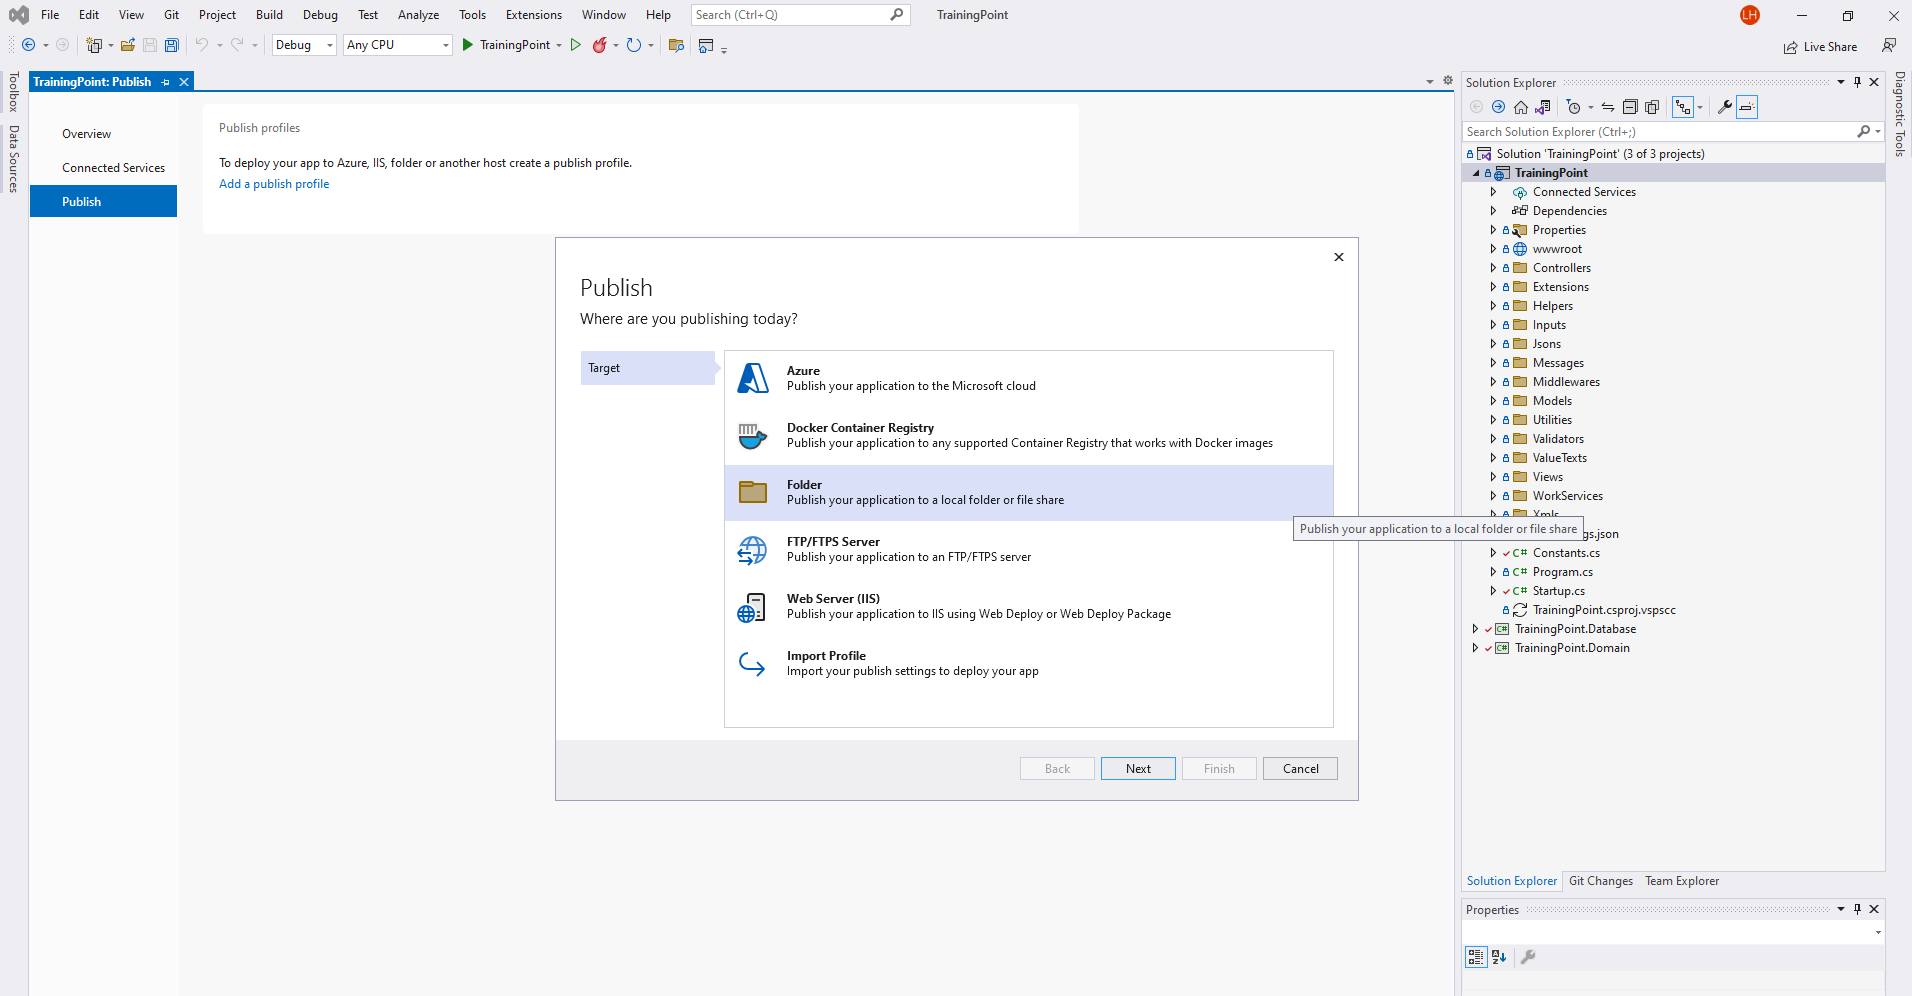 File Edit View Git Project Build Debug Test Analyze Tools Extensions Window Help Search (Ctrl+Q) TrainingPoint LH
Debug Any CPU TrainingPoint Live Share
Toolbox
Data Sources
TrainingPoint: Publish
Overview
Connected Services
Publish
Publish profiles
To deploy your app to Azure, IIS, folder or another host create a publish profile.
Add a publish profile
Publish
Where are you publishing today?
Target
Azure
Publish your application to the Microsoft cloud
Docker Container Registry
Publish your application to any supported Container Registry that works with Docker images
Folder
Publish your application to a local folder or file share
FTP/FTPS Server
Publish your application to an FTP/FTPS server
Web Server (IIS)
Publish your application to IIS using Web Deploy or Web Deploy Package
Import Profile
Import your publish settings to deploy your app
Back Next Finish Cancel
Publish your application to a local folder or file share
Solution Explorer
Search Solution Explorer (Ctrl+;)
Solution 'TrainingPoint' (3 of 3 projects)
TrainingPoint
Connected Services
Dependencies
Properties
wwwroot
Controllers
Extensions
Helpers
Inputs
Jsons
Messages
Middlewares
Models
Utilities
Validators
ValueTexts
Views
WorkServices
Xmls
gs.json
C# Constants.cs
C# Program.cs
C# Startup.cs
TrainingPoint.csproj.vspscc
C# TrainingPoint.Database
C# TrainingPoint.Domain
Solution Explorer Git Changes Team Explorer
Properties
Diagnostic Tools